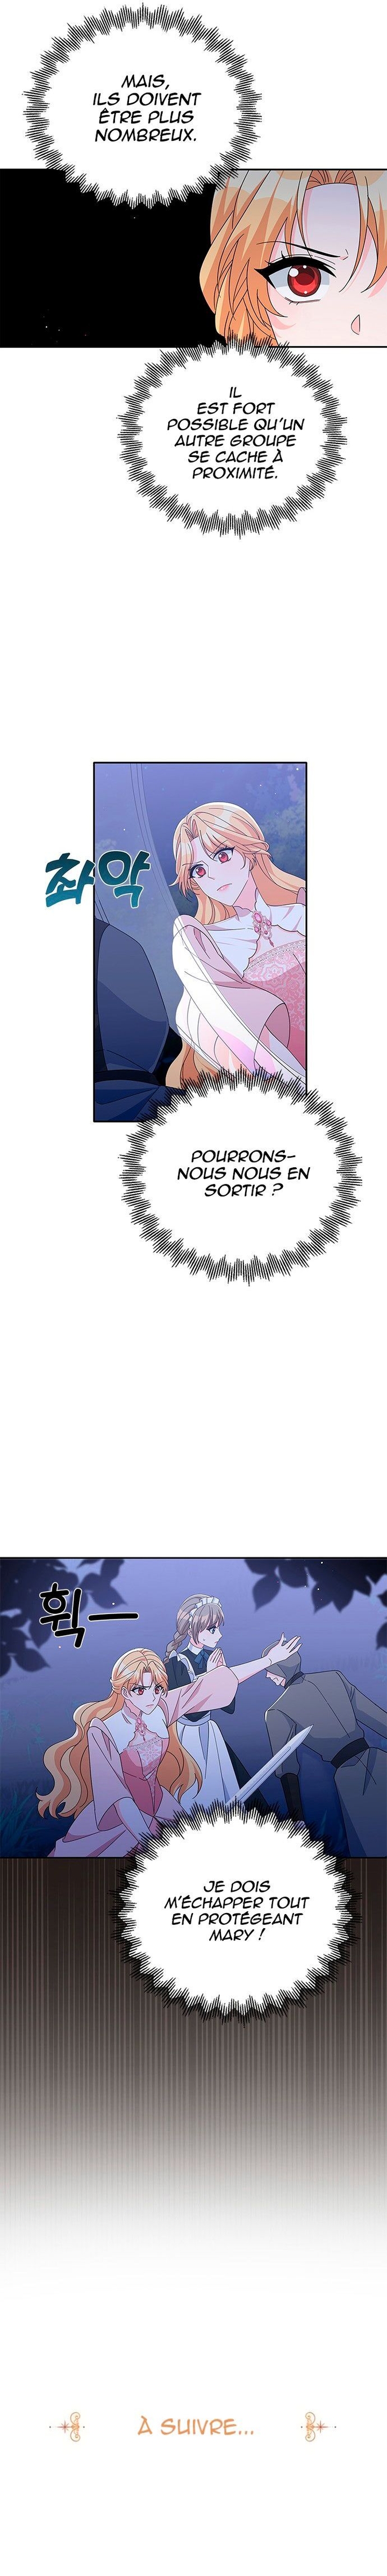 MAIS,
ILS DOIVENT
ÊTRE PLUS
NOMBREUX.
IL
EST FORT
POSSIBLE QU'UN
AUTRE GROUPE
SE CACHE À
PROXIMITÉ.
촤악
POURRONS-
NOUS NOUS EN
SORTIR ?
휙—
JE DOIS
M'ÉCHAPPER TOUT
EN PROTÉGEANT
MARY !
À SUIVRE...